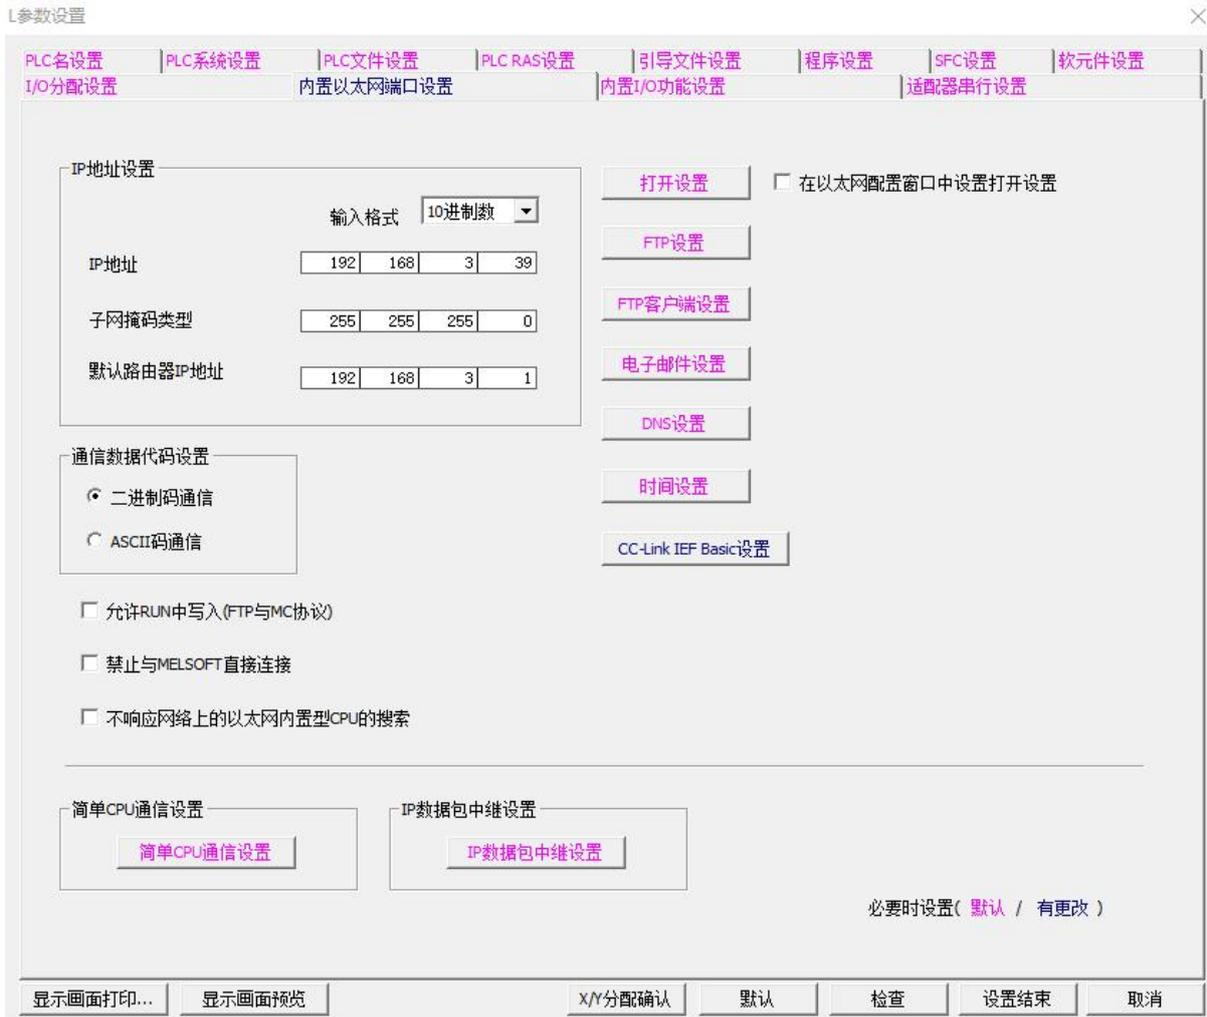 L参数设置
PLC名设置 PLC系统设置 PLC文件设置 PLC RAS设置 引导文件设置 程序设置 SFC设置 软元件设置
I/O分配设置 内置以太网端口设置 内置I/O功能设置 适配器串行设置
IP地址设置
输入格式 10进制数
IP地址 192 168 3 39
子网掩码类型 255 255 255 0
默认路由器IP地址 192 168 3 1
打开设置 在以太网配置窗口中设置打开设置
FTP设置
FTP客户端设置
电子邮件设置
DNS设置
时间设置
CC-Link IEF Basic设置
通信数据代码设置
二进制码通信
ASCII码通信
允许RUN中写入(FTP与MC协议)
禁止与MELSOFT直接连接
不响应网络上的以太网内置型CPU的搜索
简单CPU通信设置
简单CPU通信设置
IP数据包中继设置
IP数据包中继设置
必要时设置( 默认 / 有更改 )
显示画面打印... 显示画面预览 X/Y分配确认 默认 检查 设置结束 取消